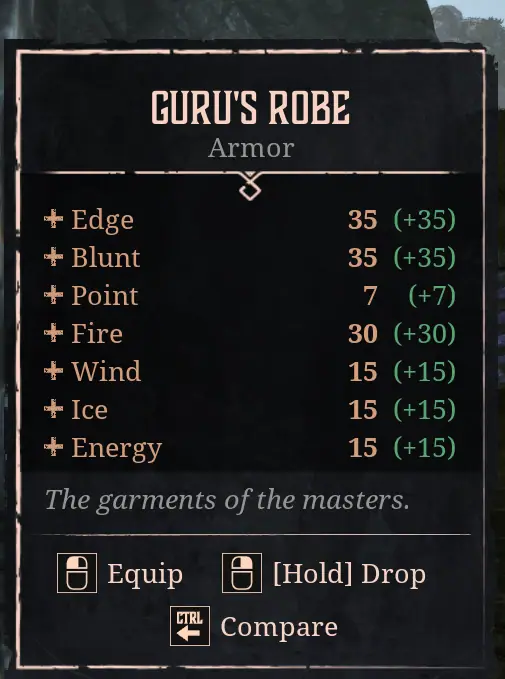 GURU'S ROBE
Armor
Edge 35 (+35)
Blunt 35 (+35)
Point 7 (+7)
Fire 30 (+30)
Wind 15 (+15)
Ice 15 (+15)
Energy 15 (+15)
The garments of the masters.
Equip [Hold] Drop
CTRL Compare